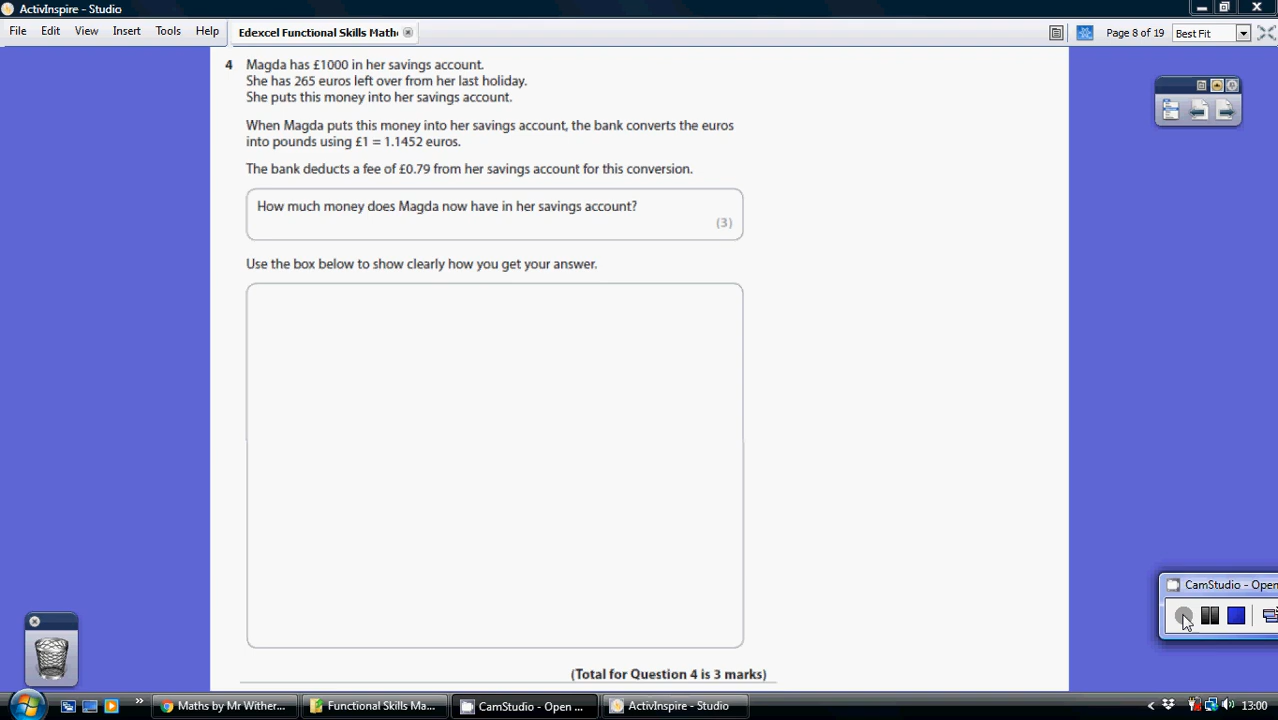 ActivInspire - Studio
File Edit View Insert Tools Help
Edexcel Functional Skills Mathe
Page 8 of 19
Best Fit
4 Magda has £1000 in her savings account.
She has 265 euros left over from her last holiday.
She puts this money into her savings account.
When Magda puts this money into her savings account, the bank converts the euros
into pounds using £1 = 1.1452 euros.
The bank deducts a fee of £0.79 from her savings account for this conversion.
How much money does Magda now have in her savings account?
(3)
Use the box below to show clearly how you get your answer.
(Total for Question 4 is 3 marks)
CamStudio - Open
Maths by Mr Wither...
Functional Skills Ma...
CamStudio - Open ...
ActivInspire - Studio
13:00